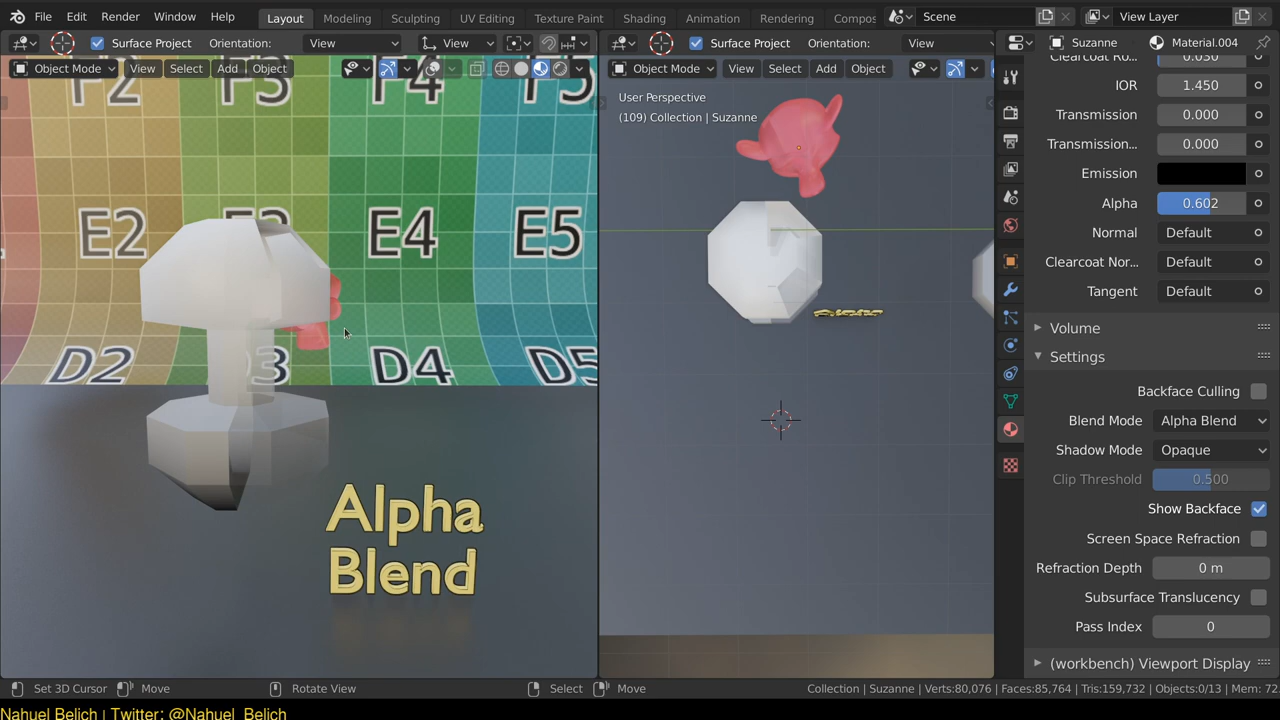 File Edit Render Window Help Layout Modeling Sculpting UV Editing Texture Paint Shading Animation Rendering Compos Scene View Layer
Surface Project Orientation: View View Surface Project Orientation: View Suzanne Material.004
Object Mode View Select Add Object Object Mode View Select Add Object
Clearcoat Ro... 0.030
User Perspective
(109) Collection | Suzanne
IOR 1.450
Transmission 0.000
Transmission... 0.000
Emission
Alpha 0.602
Normal Default
Clearcoat Nor... Default
Tangent Default
Volume
Settings
Backface Culling
Blend Mode Alpha Blend
Shadow Mode Opaque
Clip Threshold 0.500
Show Backface
Screen Space Refraction
Refraction Depth 0 m
Subsurface Translucency
Pass Index 0
(workbench) Viewport Display
F2 F3 F4 F5
E2 E3 E4 E5
D2 D3 D4 D5
Alpha
Blend
Set 3D Cursor Move Rotate View Select Move Collection | Suzanne | Verts:80,076 | Faces:85,764 | Tris:159,732 | Objects:0/13 | Mem: 72.
Nahuel Belich | Twitter: @Nahuel_Belich